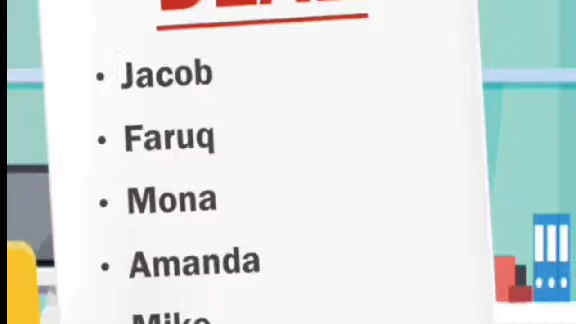 • Jacob
• Faruq
• Mona
• Amanda